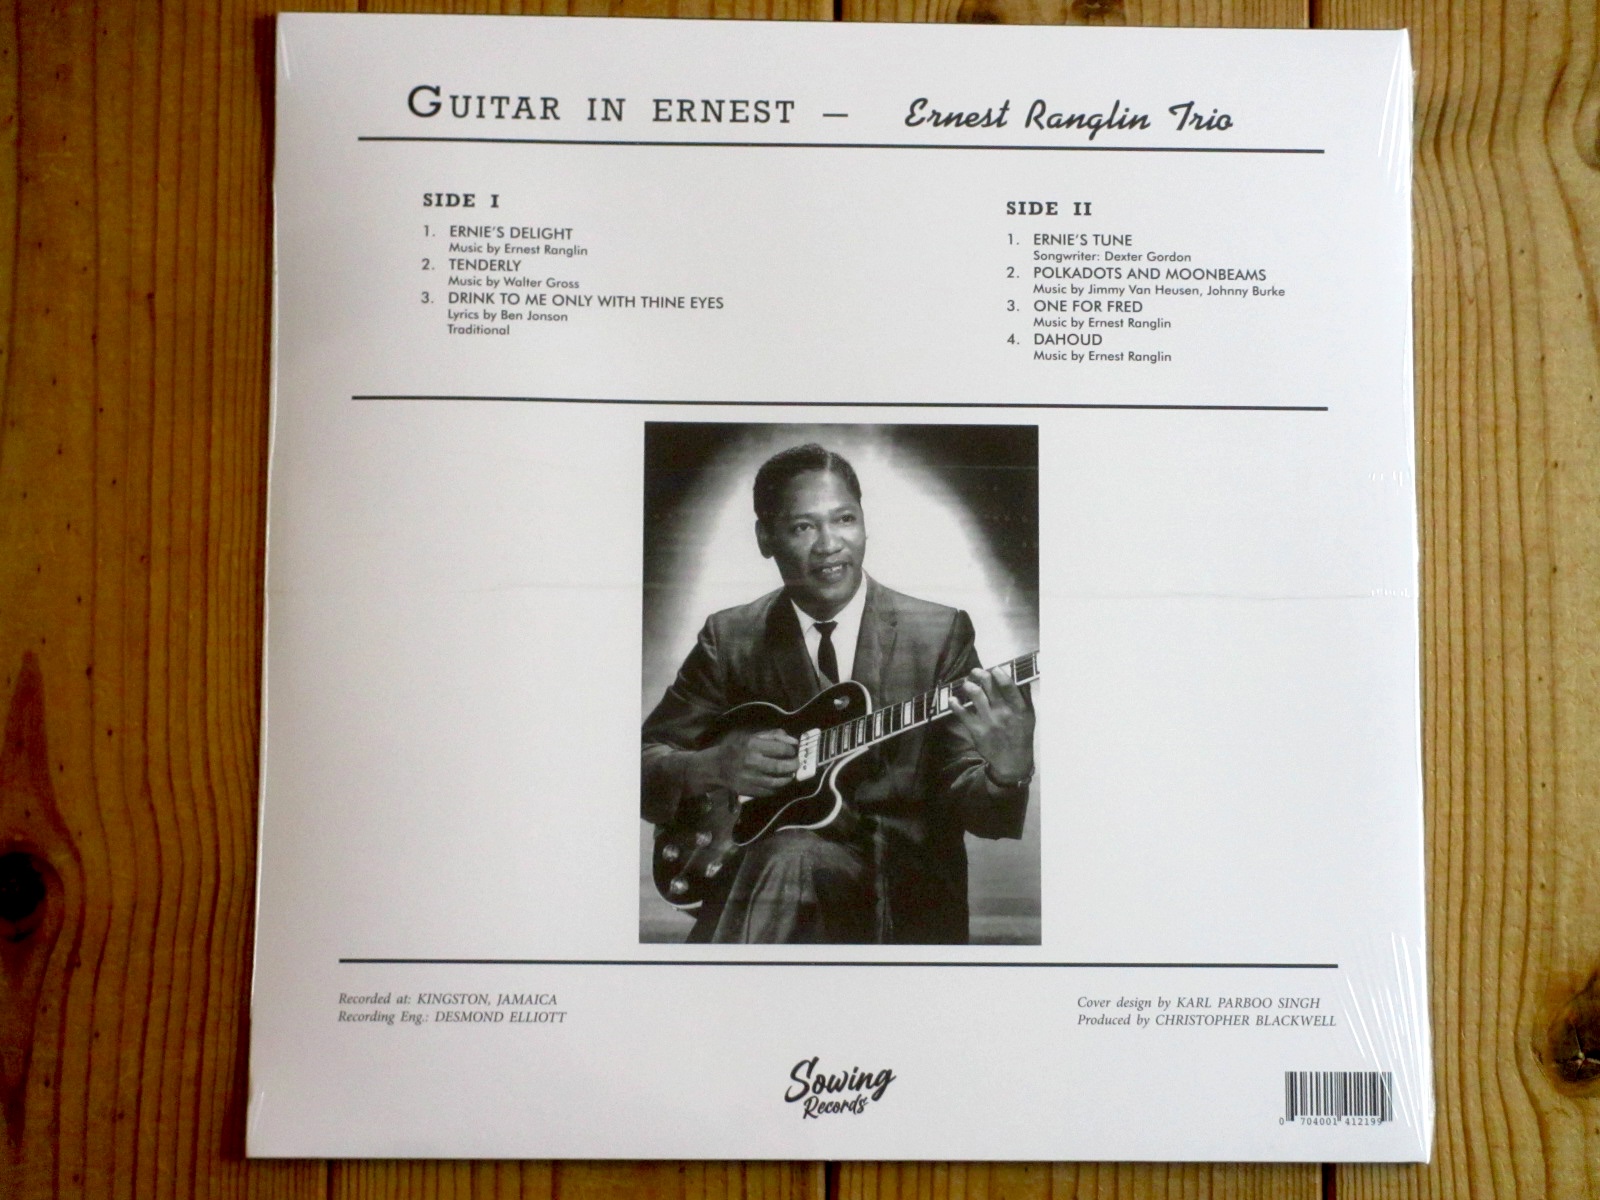 GUITAR IN ERNEST — Ernest Ranglin Trio
SIDE I
1. ERNIE'S DELIGHT
Music by Ernest Ranglin
2. TENDERLY
Music by Walter Gross
3. DRINK TO ME ONLY WITH THINE EYES
Lyrics by Ben Jonson
Traditional
SIDE II
1. ERNIE'S TUNE
Songwriter: Dexter Gordon
2. POLKADOTS AND MOONBEAMS
Music by Jimmy Van Heusen, Johnny Burke
3. ONE FOR FRED
Music by Ernest Ranglin
4. DAHOUD
Music by Ernest Ranglin
Recorded at: KINGSTON, JAMAICA
Recording Eng.: DESMOND ELLIOTT
Cover design by KARL PARBOO SINGH
Produced by CHRISTOPHER BLACKWELL
Sowing
Records
0 704001 412199